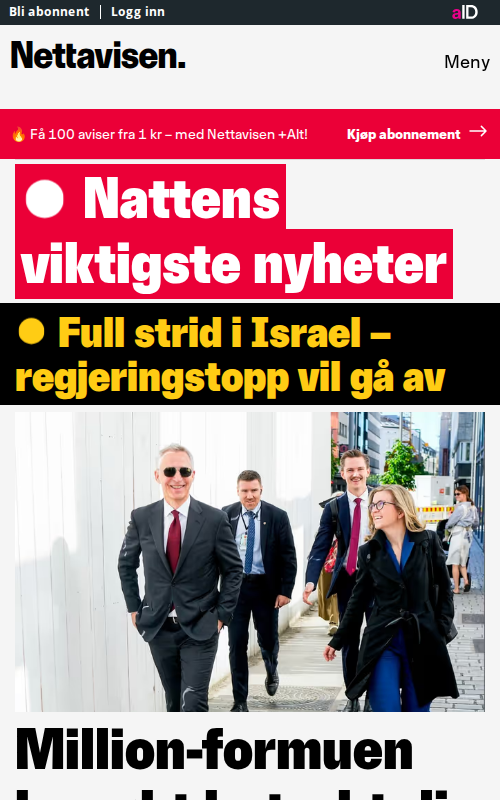 Bli abonnent | Logg inn
aID
Nettavisen.
Meny
🔥 Få 100 aviser fra 1 kr – med Nettavisen +Alt!
Kjøp abonnement →
Nattens
viktigste nyheter
Full strid i Israel –
regjeringstopp vil gå av
Million-formuen